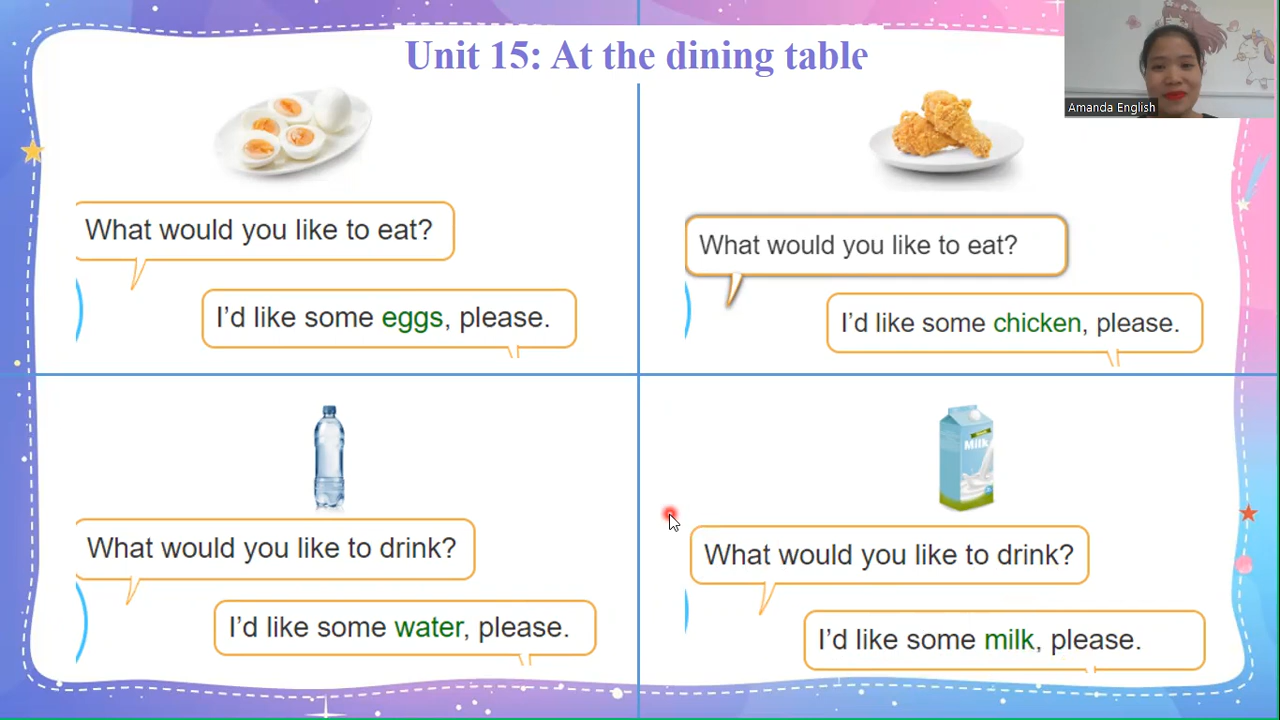 Unit 15: At the dining table
Amanda English
What would you like to eat?
I'd like some eggs, please.
What would you like to eat?
I'd like some chicken, please.
What would you like to drink?
I'd like some water, please.
Milk
What would you like to drink?
I'd like some milk, please.